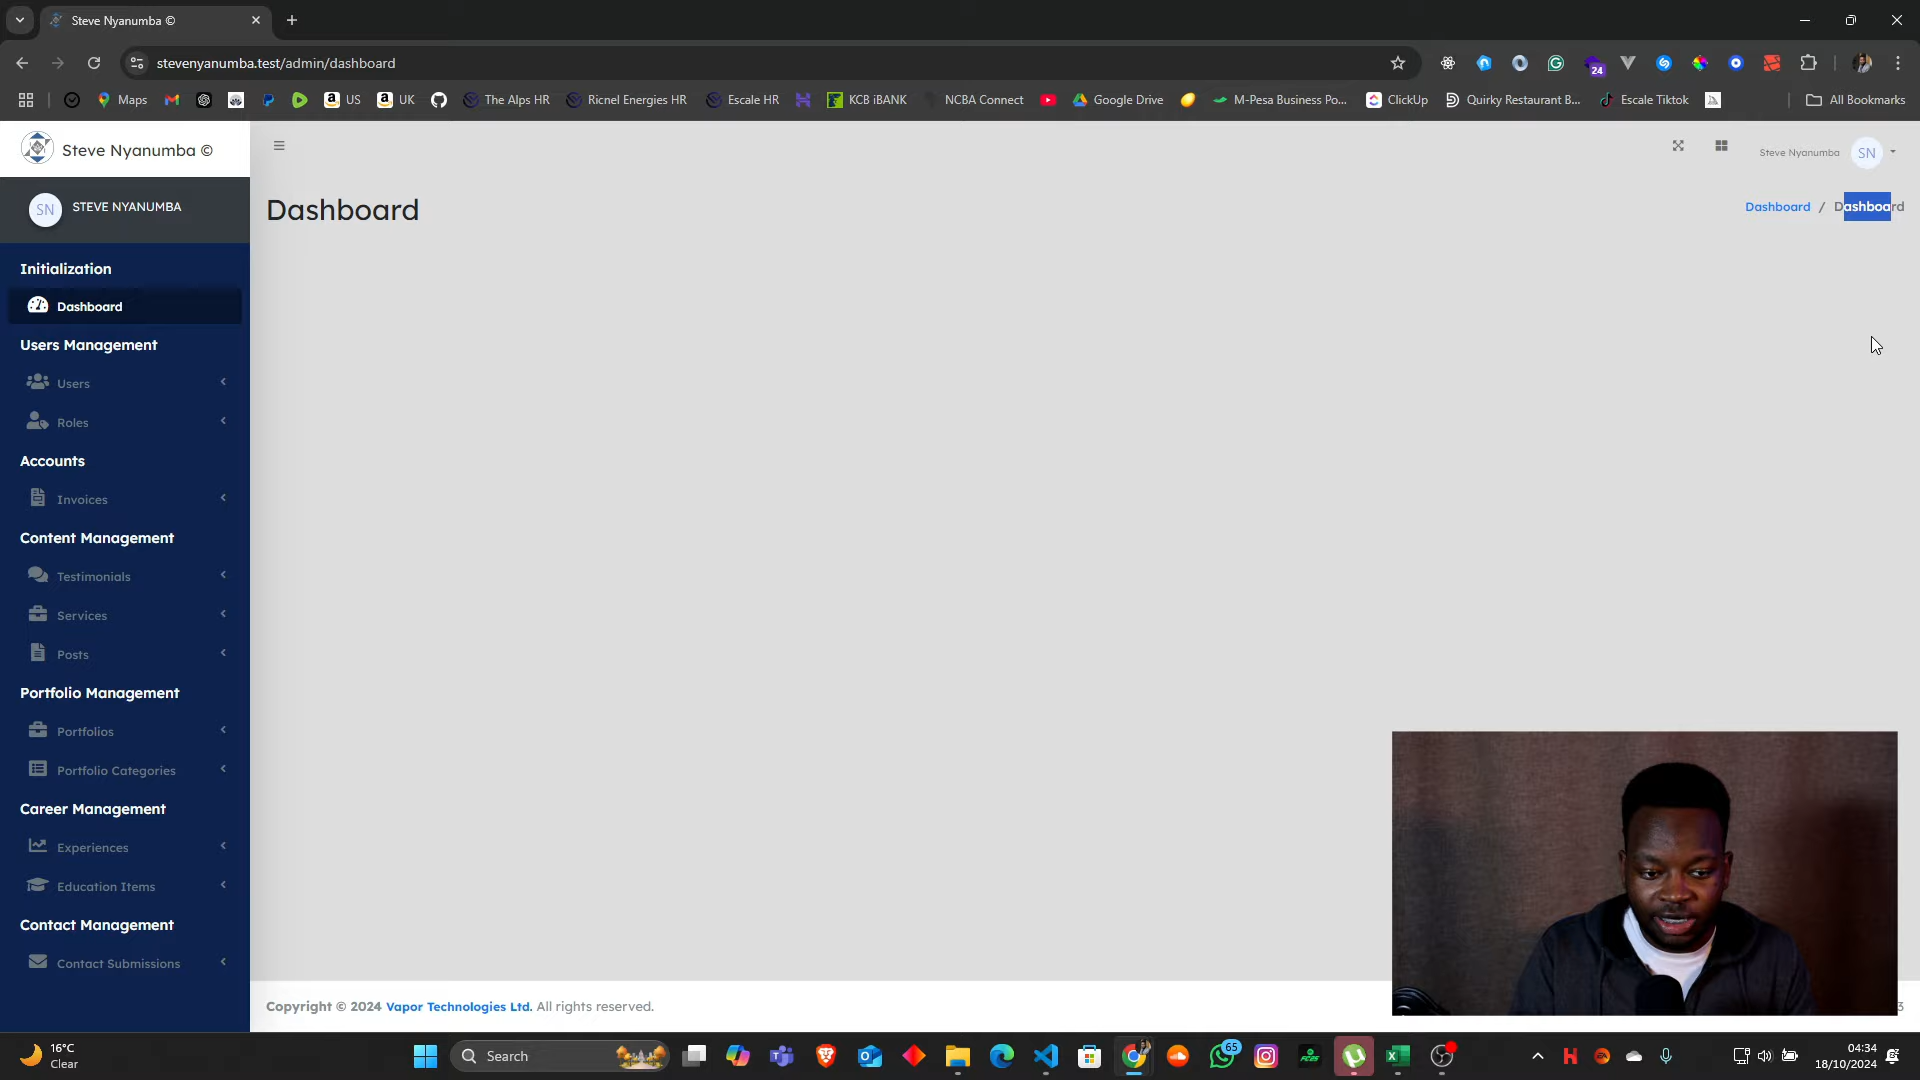 Steve Nyanumba ©
stevenyanumba.test/admin/dashboard
24
Maps
US
UK
The Alps HR
Ricnel Energies HR
Escale HR
KCB iBANK
NCBA Connect
Google Drive
M-Pesa Business Po...
ClickUp
Quirky Restaurant B...
Escale Tiktok
All Bookmarks
Steve Nyanumba ©
Steve Nyanumba
SN
SN
STEVE NYANUMBA
Dashboard
Dashboard / Dashboard
Initialization
Dashboard
Users Management
Users
Roles
Accounts
Invoices
Content Management
Testimonials
Services
Posts
Portfolio Management
Portfolios
Portfolio Categories
Career Management
Experiences
Education Items
Contact Management
Contact Submissions
Copyright © 2024 Vapor Technologies Ltd. All rights reserved.
16°C
Clear
Search
65
04:34
18/10/2024